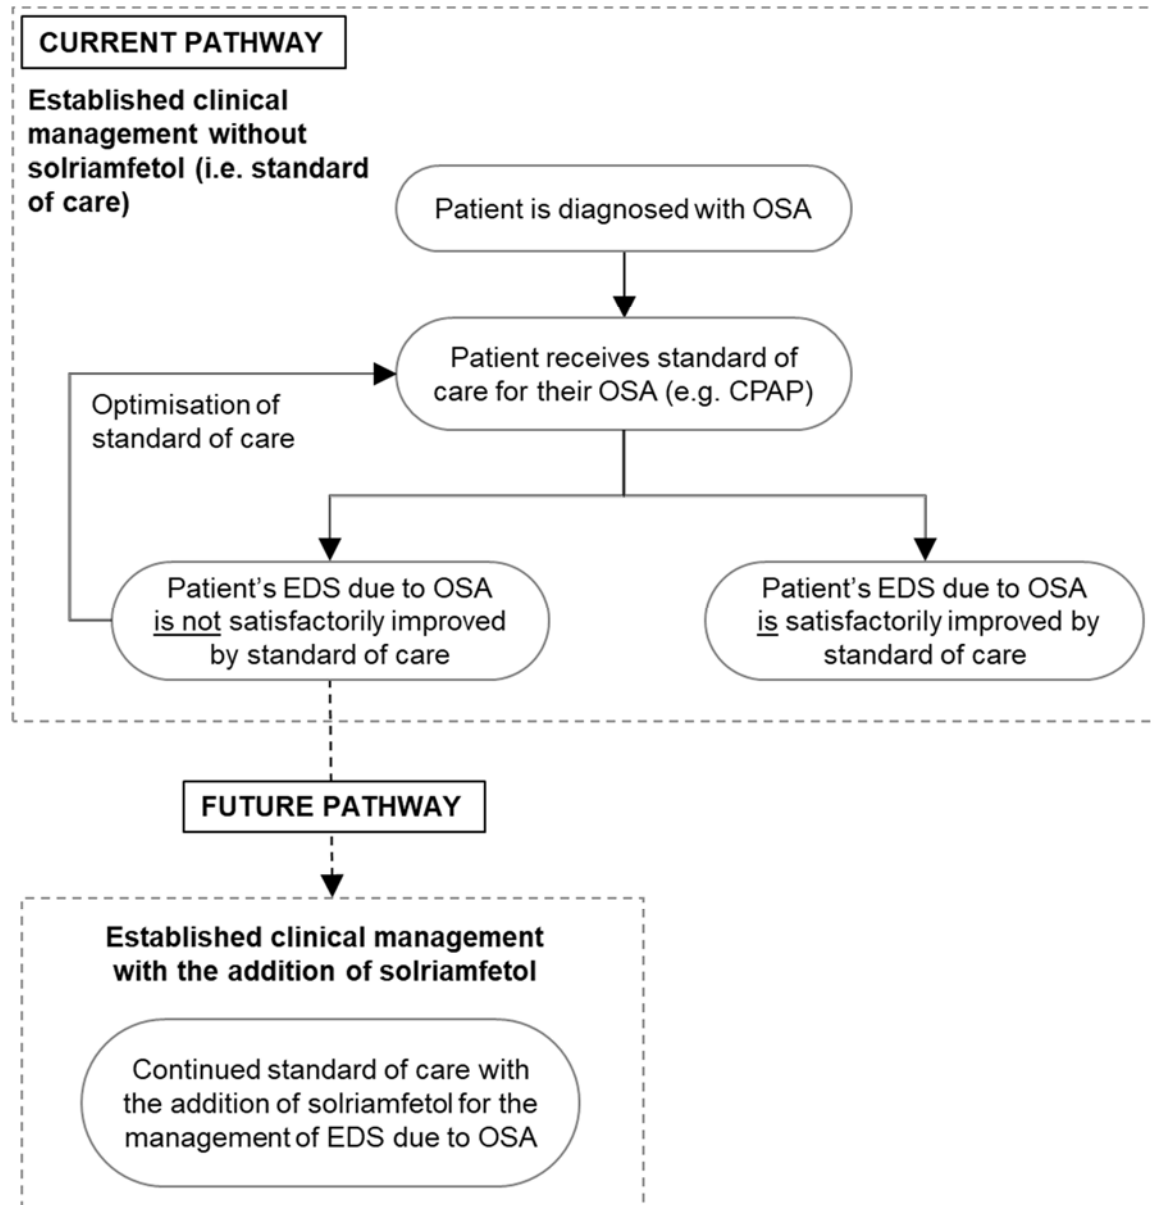 CURRENT PATHWAY
Established clinical
management without
solriamfetol (i.e. standard
of care)
Patient is diagnosed with OSA
Patient receives standard of
care for their OSA (e.g. CPAP)
Optimisation of
standard of care
Patient's EDS due to OSA
is not satisfactorily improved
by standard of care
Patient's EDS due to OSA
is satisfactorily improved by
standard of care
FUTURE PATHWAY
Established clinical management
with the addition of solriamfetol
Continued standard of care with
the addition of solriamfetol for the
management of EDS due to OSA